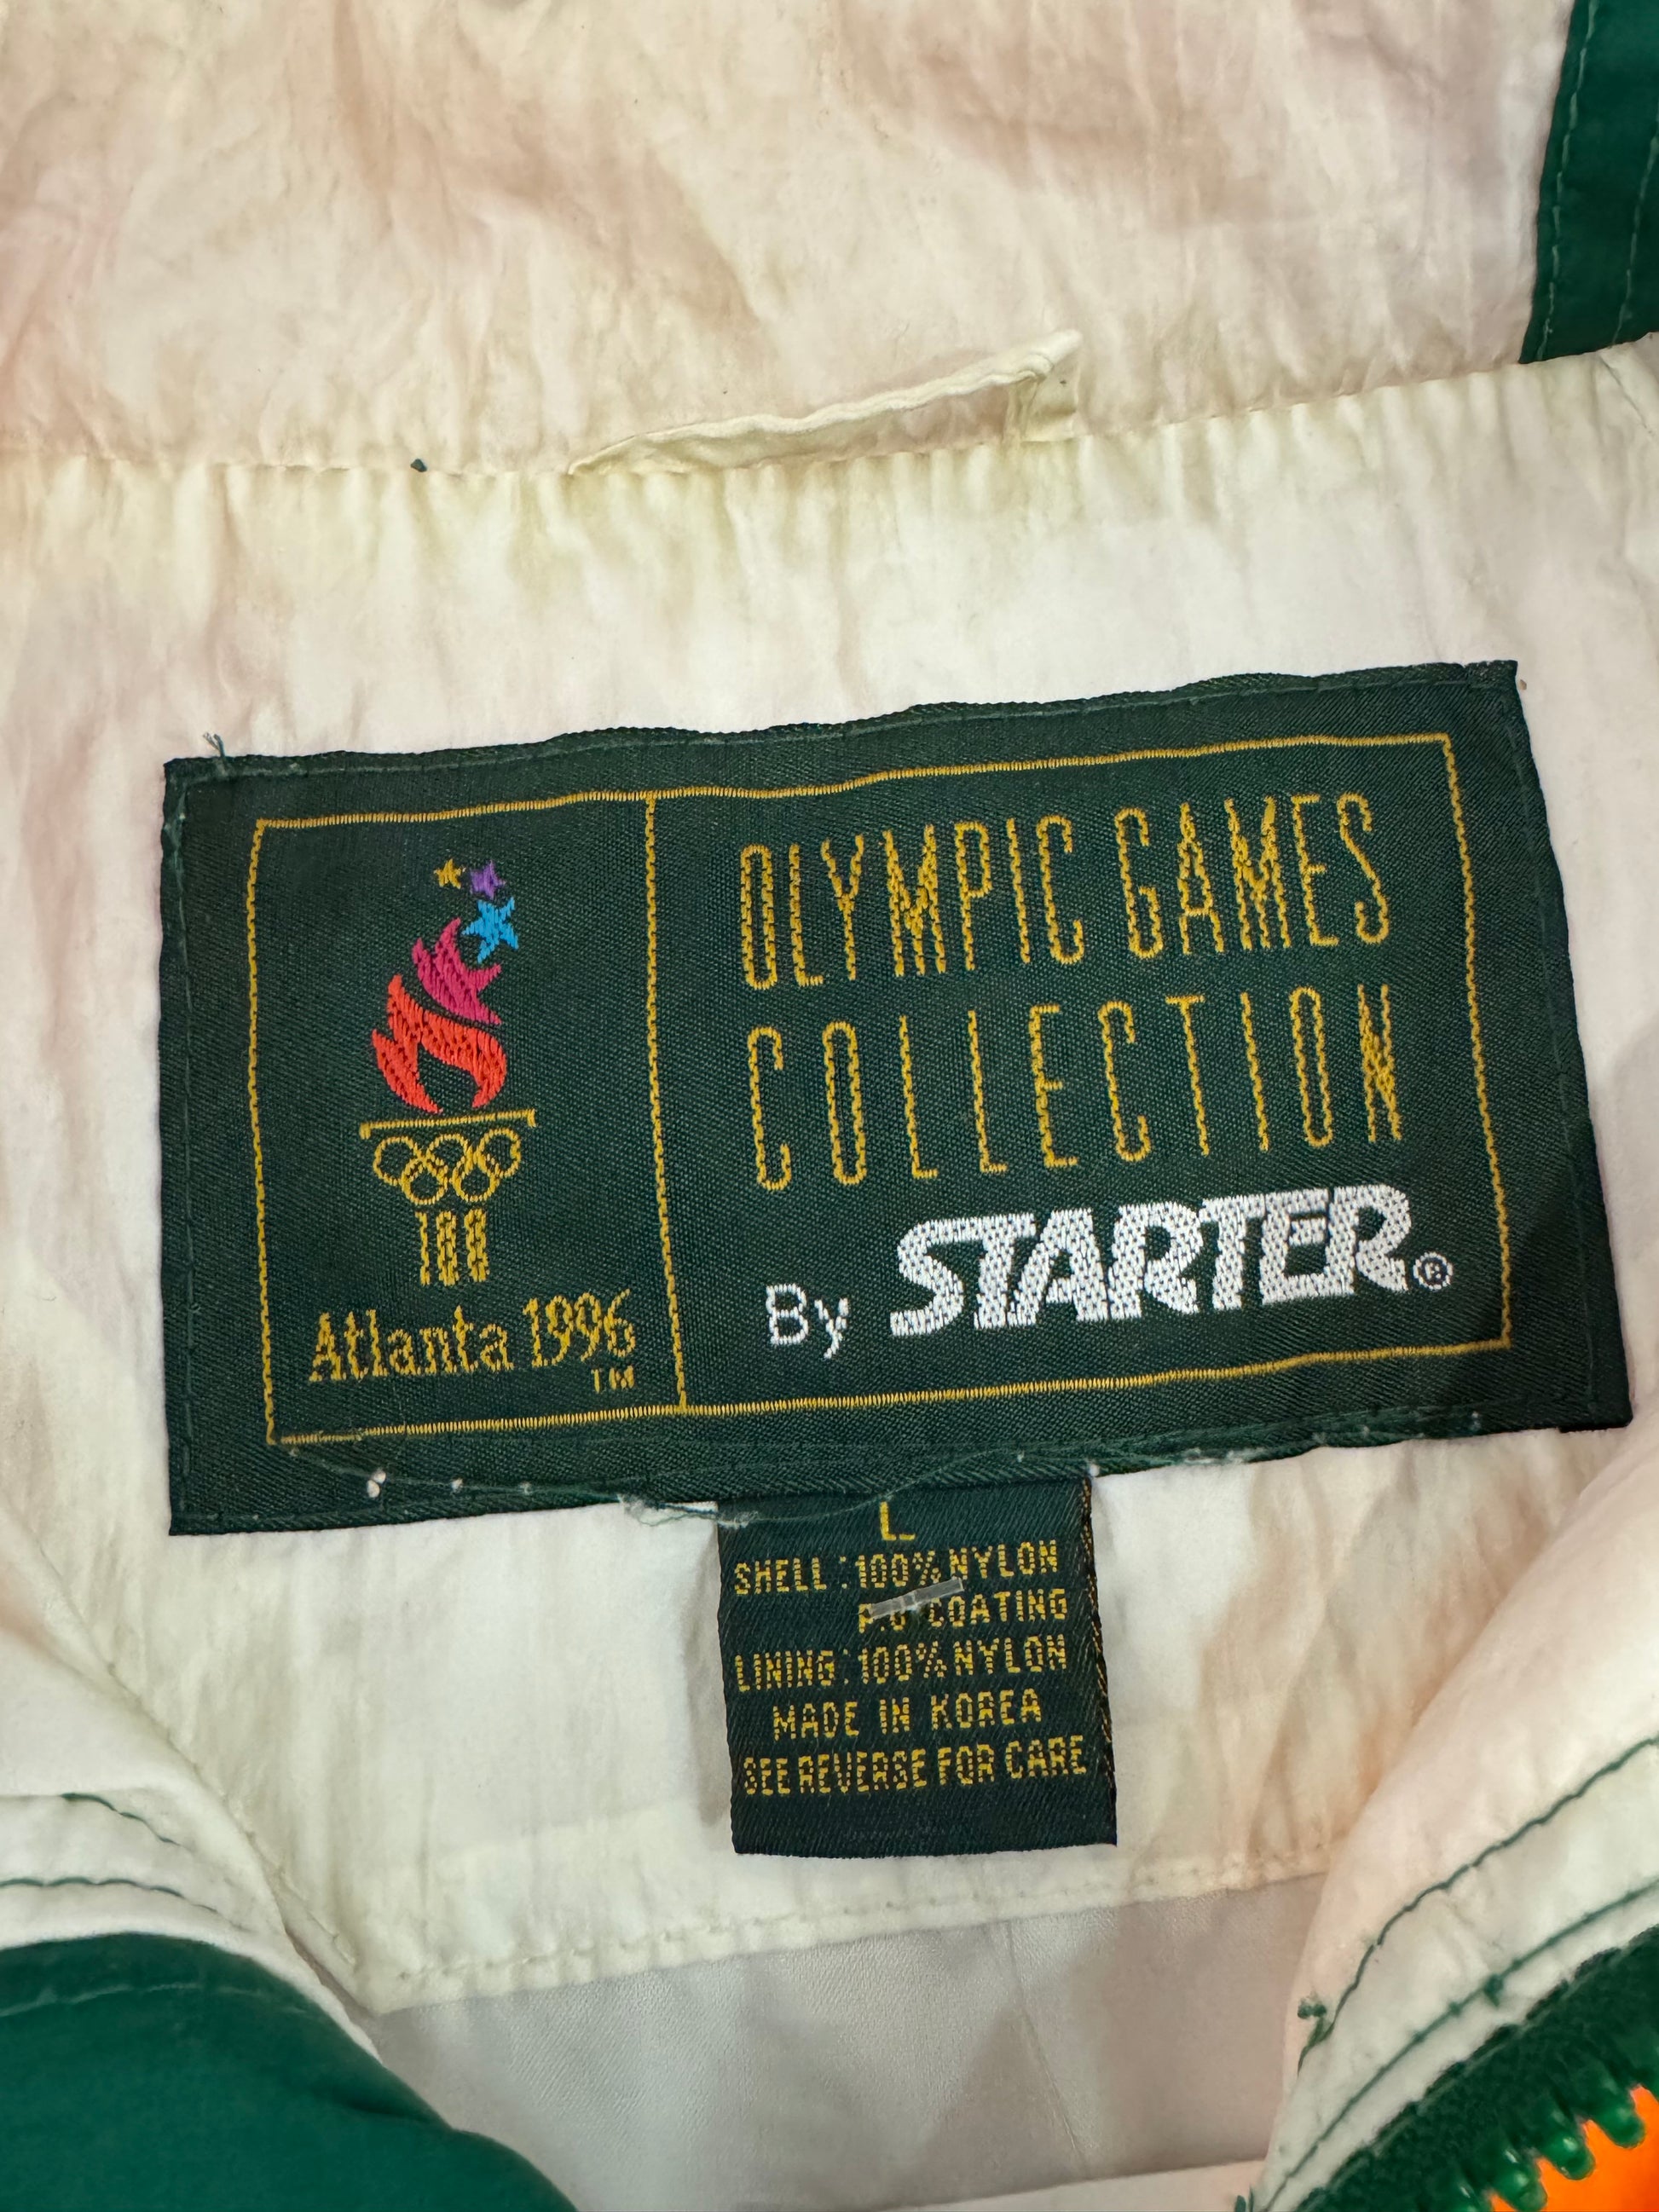 OLYMPIC GAMES
COLLECTION
By STARTER®
100
Atlanta 1996
TM
L
SHELL:100% NYLON
COATING
LINING:100% NYLON
MADE IN KOREA
SEE REVERSE FOR CARE